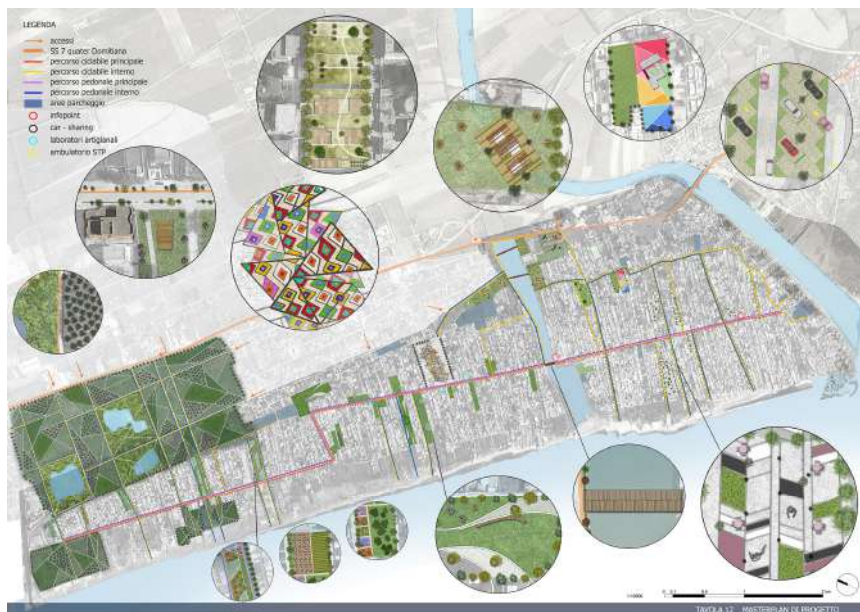 LEGENDA
accessi
SS 7 quater Domitiana
percorso ciclabile principale
percorso ciclabile interno
percorso pedonale principale
percorso pedonale interno
aree parcheggio
infopoint
car - sharing
laboratori artigianali
ambulatorio STP
TAVOLA 12 MASTERPLAN DI PROGETTO